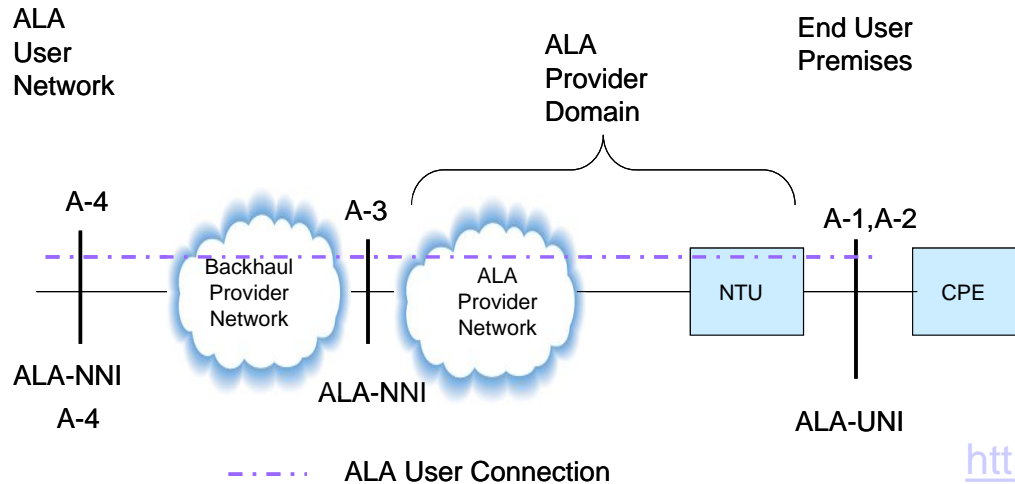 ALA
User
Network
ALA
Provider
Domain
End User
Premises
A-4
A-3
A-1,A-2
Backhaul
Provider
Network
ALA
Provider
Network
NTU
CPE
ALA-NNI
A-4
ALA-NNI
ALA-UNI
ALA User Connection
htt